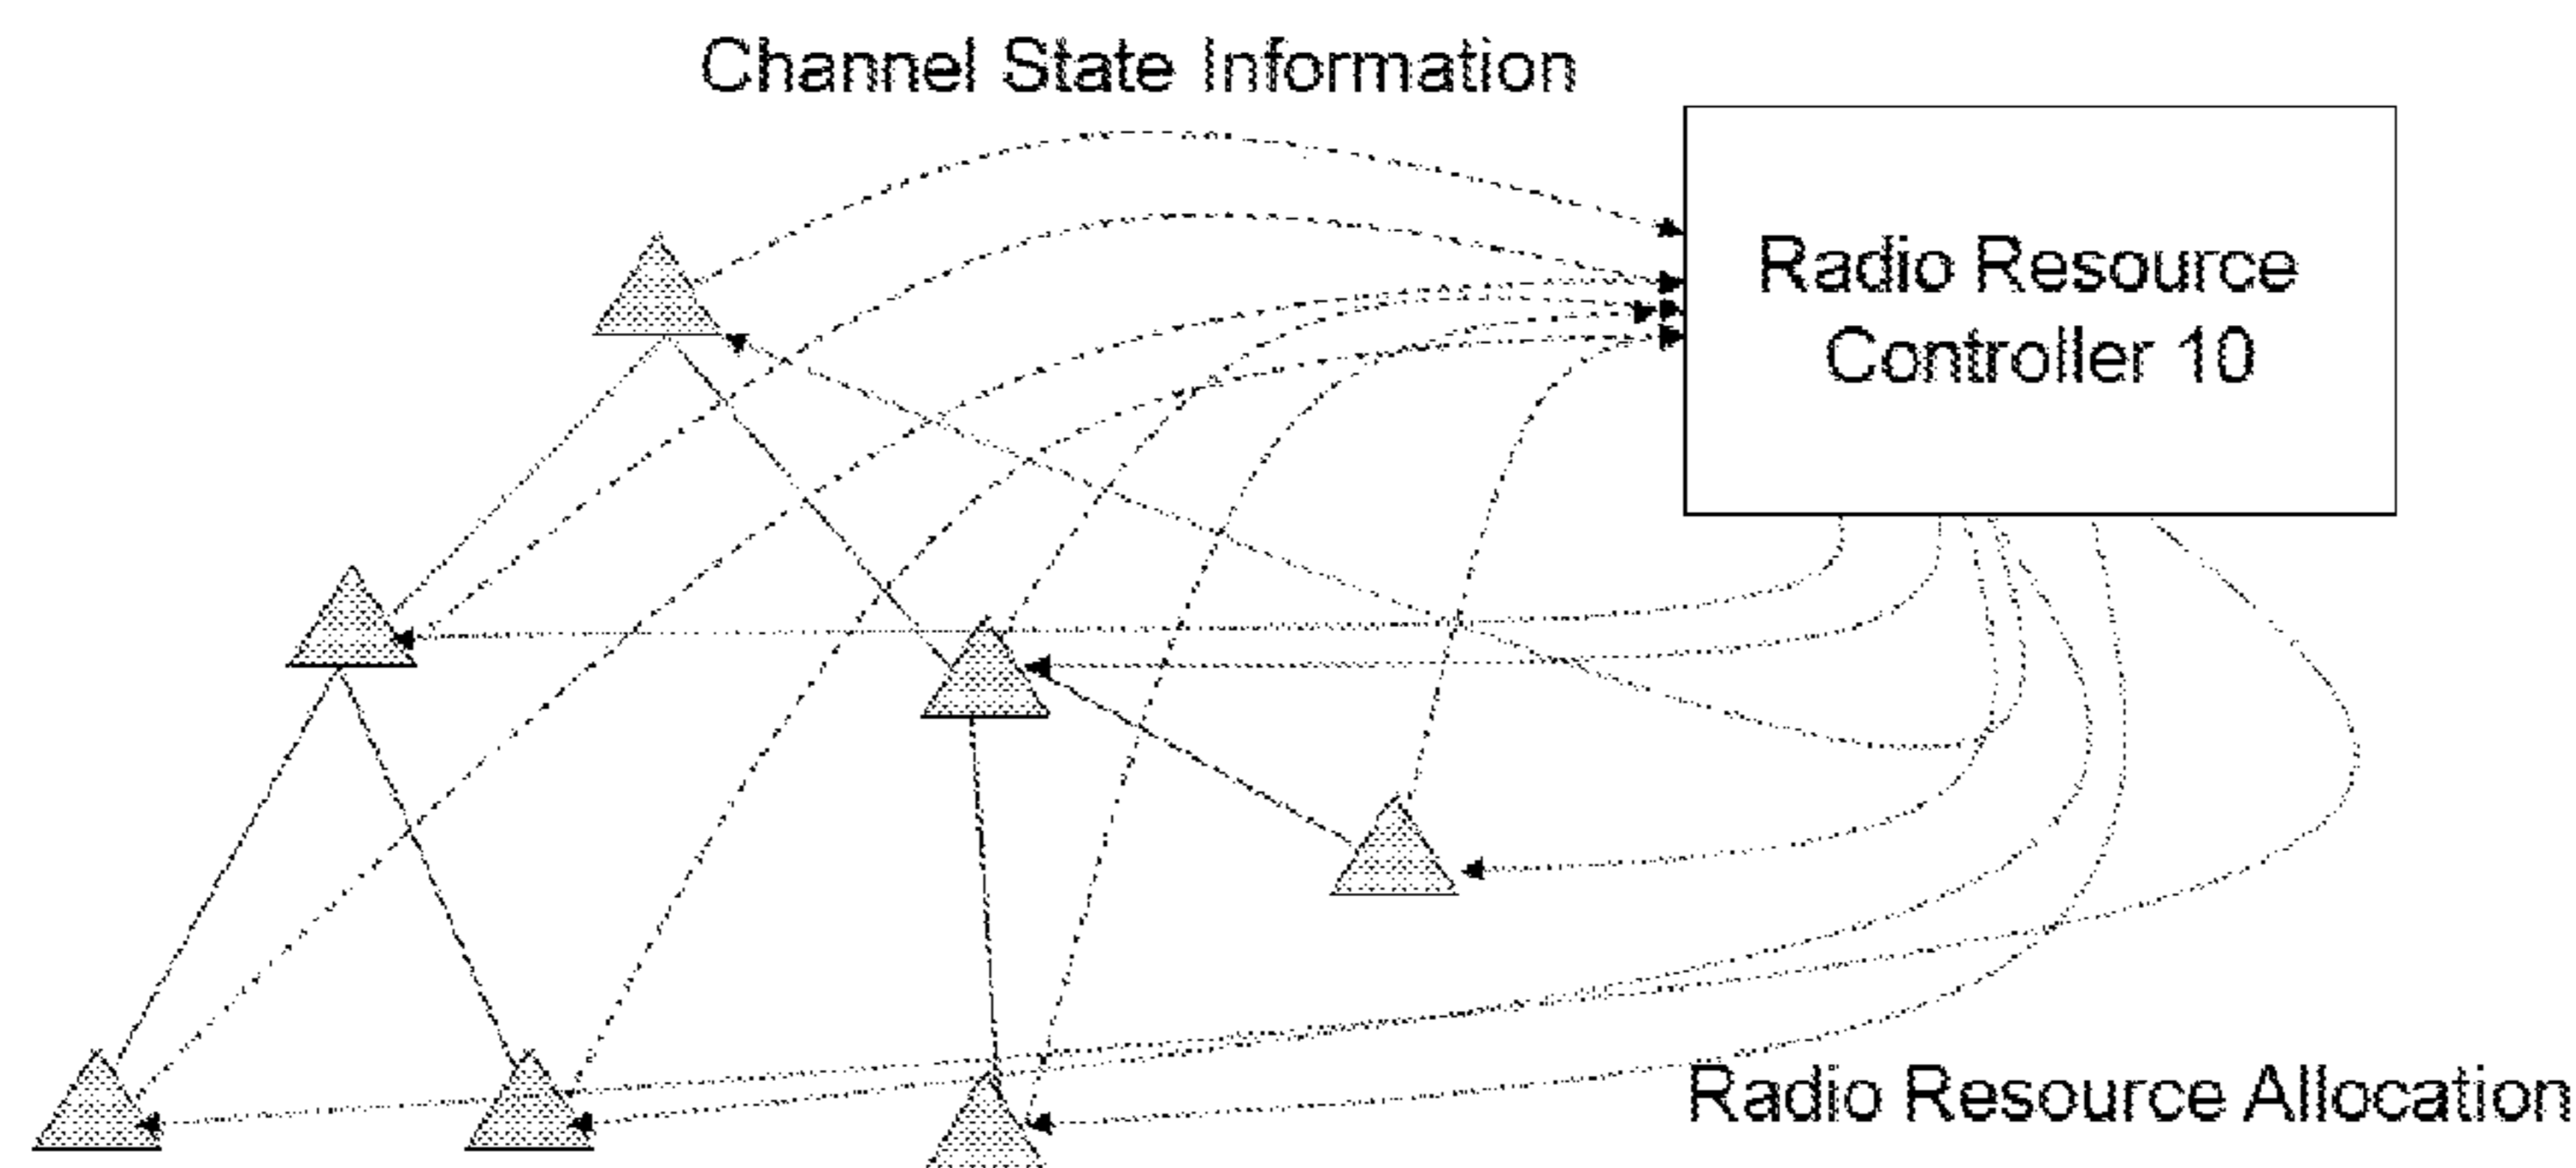 Channel State Information
Radio Resource
Controller 10
Radio Resource Allocation